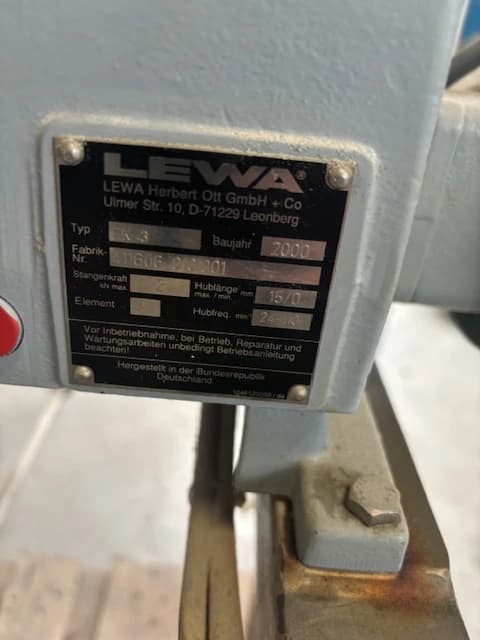 LEWA®
LEWA Herbert Ott GmbH + Co
Ulmer Str. 10, D-71229 Leonberg
Typ Baujahr 2000
Fabrik-
Nr.
Stangenkraft
kN max 2 Hublänge
max. / min. mm 15/0
Element Hubfreq. min⁻¹
Vor Inbetriebnahme, bei Betrieb, Reparatur und
Wartungsarbeiten unbedingt Betriebsanleitung
beachten!
Hergestellt in der Bundesrepublik
Deutschland